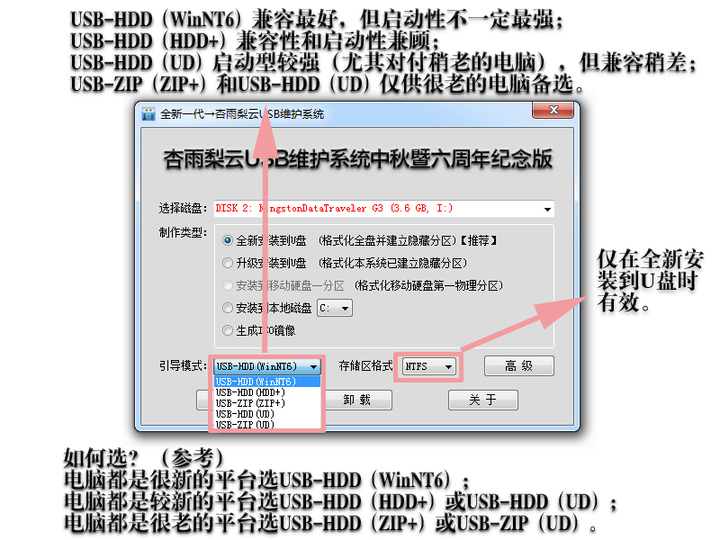 USB-HDD（WinNT6）兼容最好，但启动性不一定最强；
USB-HDD（HDD+）兼容性和启动性兼顾；
USB-HDD（UD）启动型较强（尤其对付稍老的电脑），但兼容稍差；
USB-ZIP（ZIP+）和USB-HDD（UD）仅供很老的电脑备选。
全新一代→杏雨梨云USB维护系统
杏雨梨云USB维护系统中秋暨六周年纪念版
选择磁盘: DISK 2: KingstonDataTraveler G3 (3.6 GB, I:)
制作类型:
全新安装到U盘 (格式化全盘并建立隐藏分区)【推荐】
升级安装到U盘 (格式化本系统已建立隐藏分区)
安装到移动硬盘一分区 (格式化移动硬盘第一物理分区)
安装到本地磁盘 C:
生成ISO镜像
仅在全新安
装到U盘时
有效。
引导模式: USB-HDD(WinNT6) 存储区格式 NTFS 高 级
USB-HDD(WinNT6)
USB-HDD(HDD+)
USB-ZIP(ZIP+)
USB-HDD(UD)
USB-ZIP(UD)
卸 载 关 于
如何选？（参考）
电脑都是很新的平台选USB-HDD（WinNT6）；
电脑都是较新的平台选USB-HDD（HDD+）或USB-HDD（UD）；
电脑都是很老的平台选USB-HDD（ZIP+）或USB-ZIP（UD）。